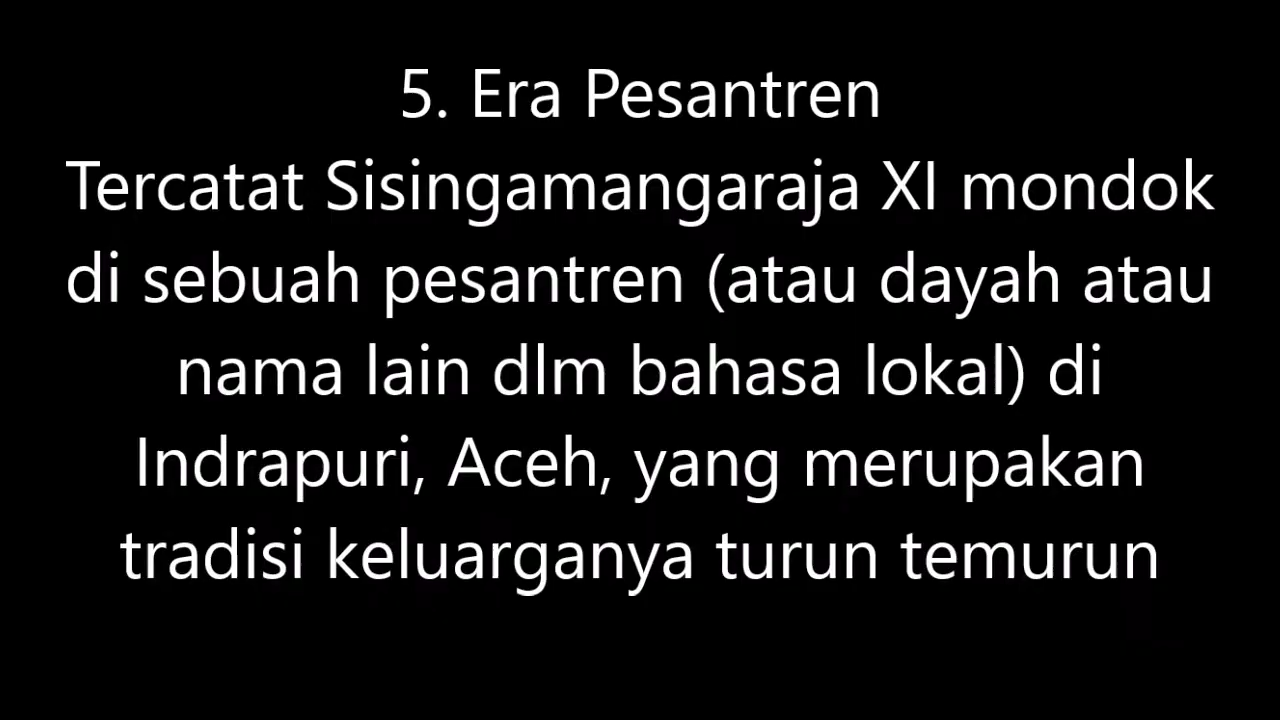 5. Era Pesantren
Tercatat Sisingamangaraja XI mondok
di sebuah pesantren (atau dayah atau
nama lain dlm bahasa lokal) di
Indrapuri, Aceh, yang merupakan
tradisi keluarganya turun temurun